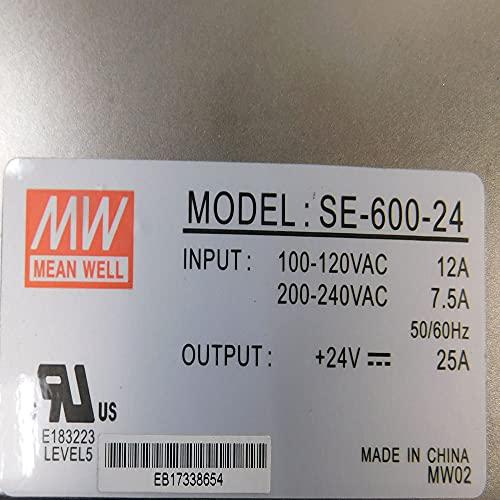 MW
MEAN WELL
MODEL : SE-600-24
INPUT : 100-120VAC 12A
200-240VAC 7.5A
50/60Hz
OUTPUT : +24V ⎓ 25A
RU US
E183223
LEVEL5
EB17338654
MADE IN CHINA
MW02